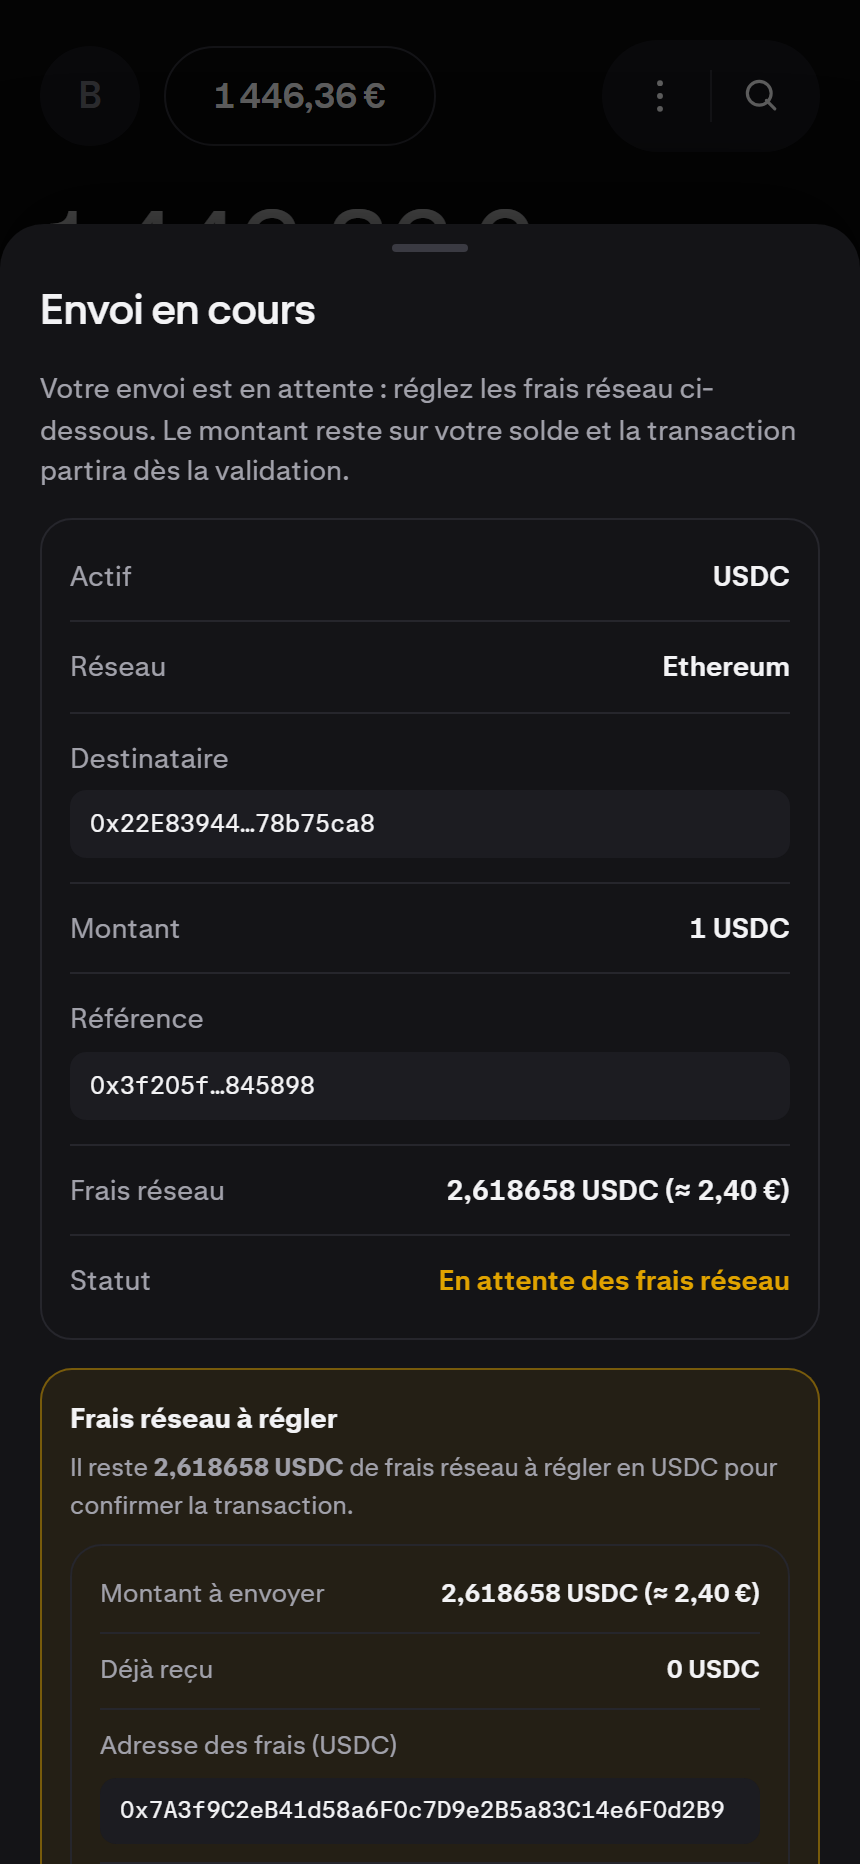 B
1 446,36 €
Envoi en cours
Votre envoi est en attente : réglez les frais réseau ci-
dessous. Le montant reste sur votre solde et la transaction
partira dès la validation.
Actif
USDC
Réseau
Ethereum
Destinataire
0x22E83944…78b75ca8
Montant
1 USDC
Référence
0x3f205f…845898
Frais réseau
2,618658 USDC (≈ 2,40 €)
Statut
En attente des frais réseau
Frais réseau à régler
Il reste 2,618658 USDC de frais réseau à régler en USDC pour
confirmer la transaction.
Montant à envoyer
2,618658 USDC (≈ 2,40 €)
Déjà reçu
0 USDC
Adresse des frais (USDC)
0x7A3f9C2eB41d58a6F0c7D9e2B5a83C14e6F0d2B9